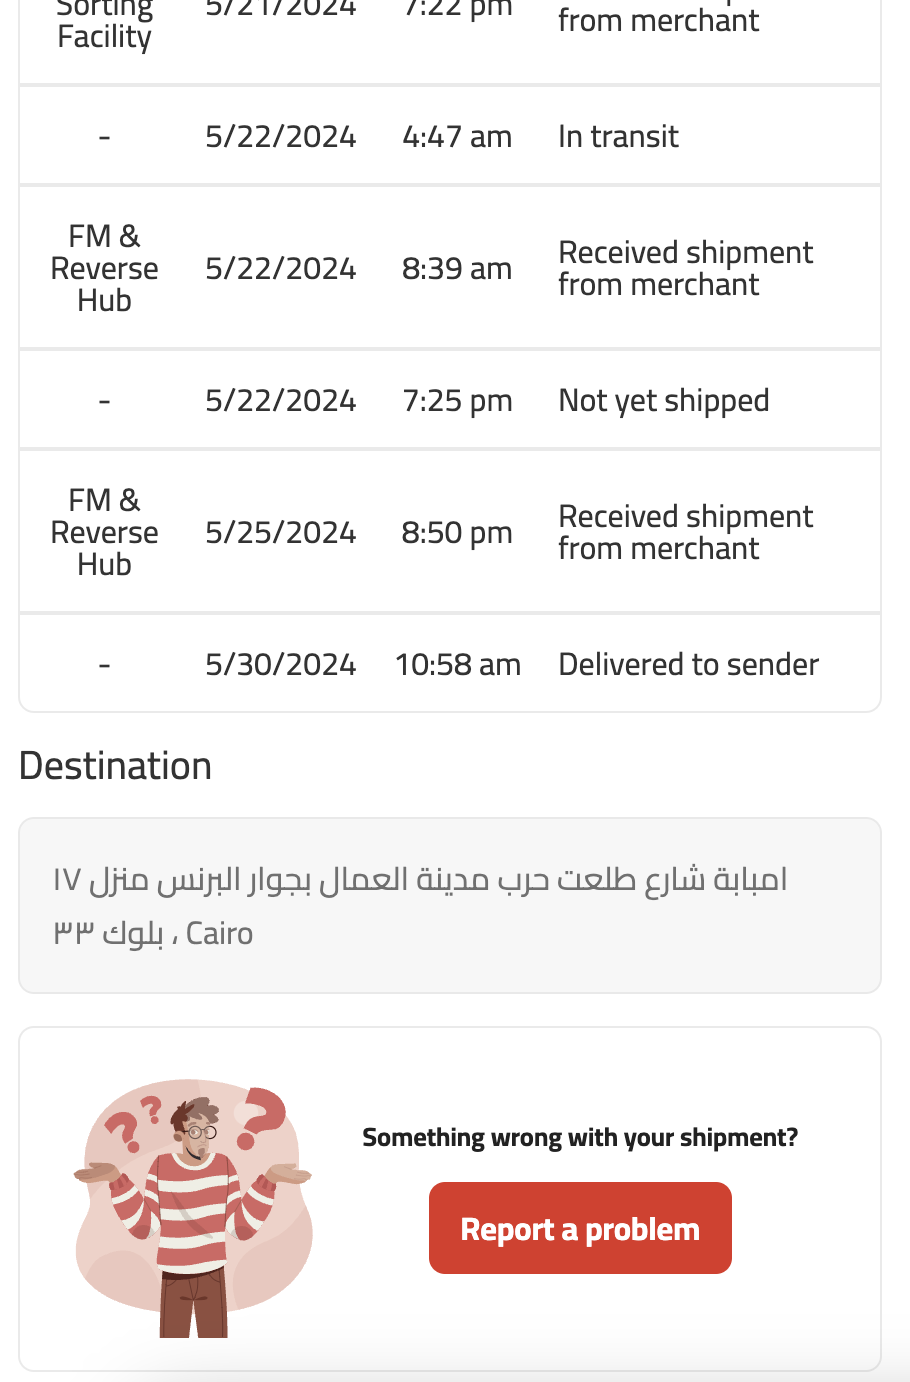 Sorting
Facility
5/21/2024
7:22 pm
from merchant
-
5/22/2024
4:47 am
In transit
FM &
Reverse
Hub
5/22/2024
8:39 am
Received shipment
from merchant
-
5/22/2024
7:25 pm
Not yet shipped
FM &
Reverse
Hub
5/25/2024
8:50 pm
Received shipment
from merchant
-
5/30/2024
10:58 am
Delivered to sender
Destination
امبابة شارع طلعت حرب مدينة العمال بجوار البرنس منزل ١٧
بلوك ٣٣ ، Cairo
? ? ?
Something wrong with your shipment?
Report a problem